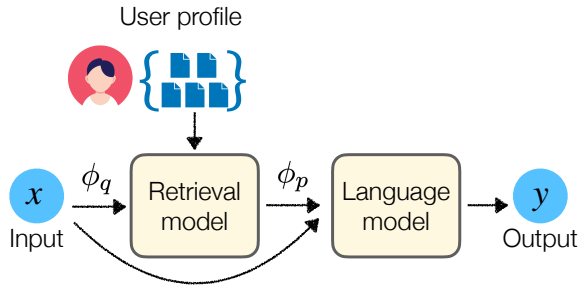 User profile
ϕq
ϕp
x
Retrieval
model
Language
model
y
Input
Output